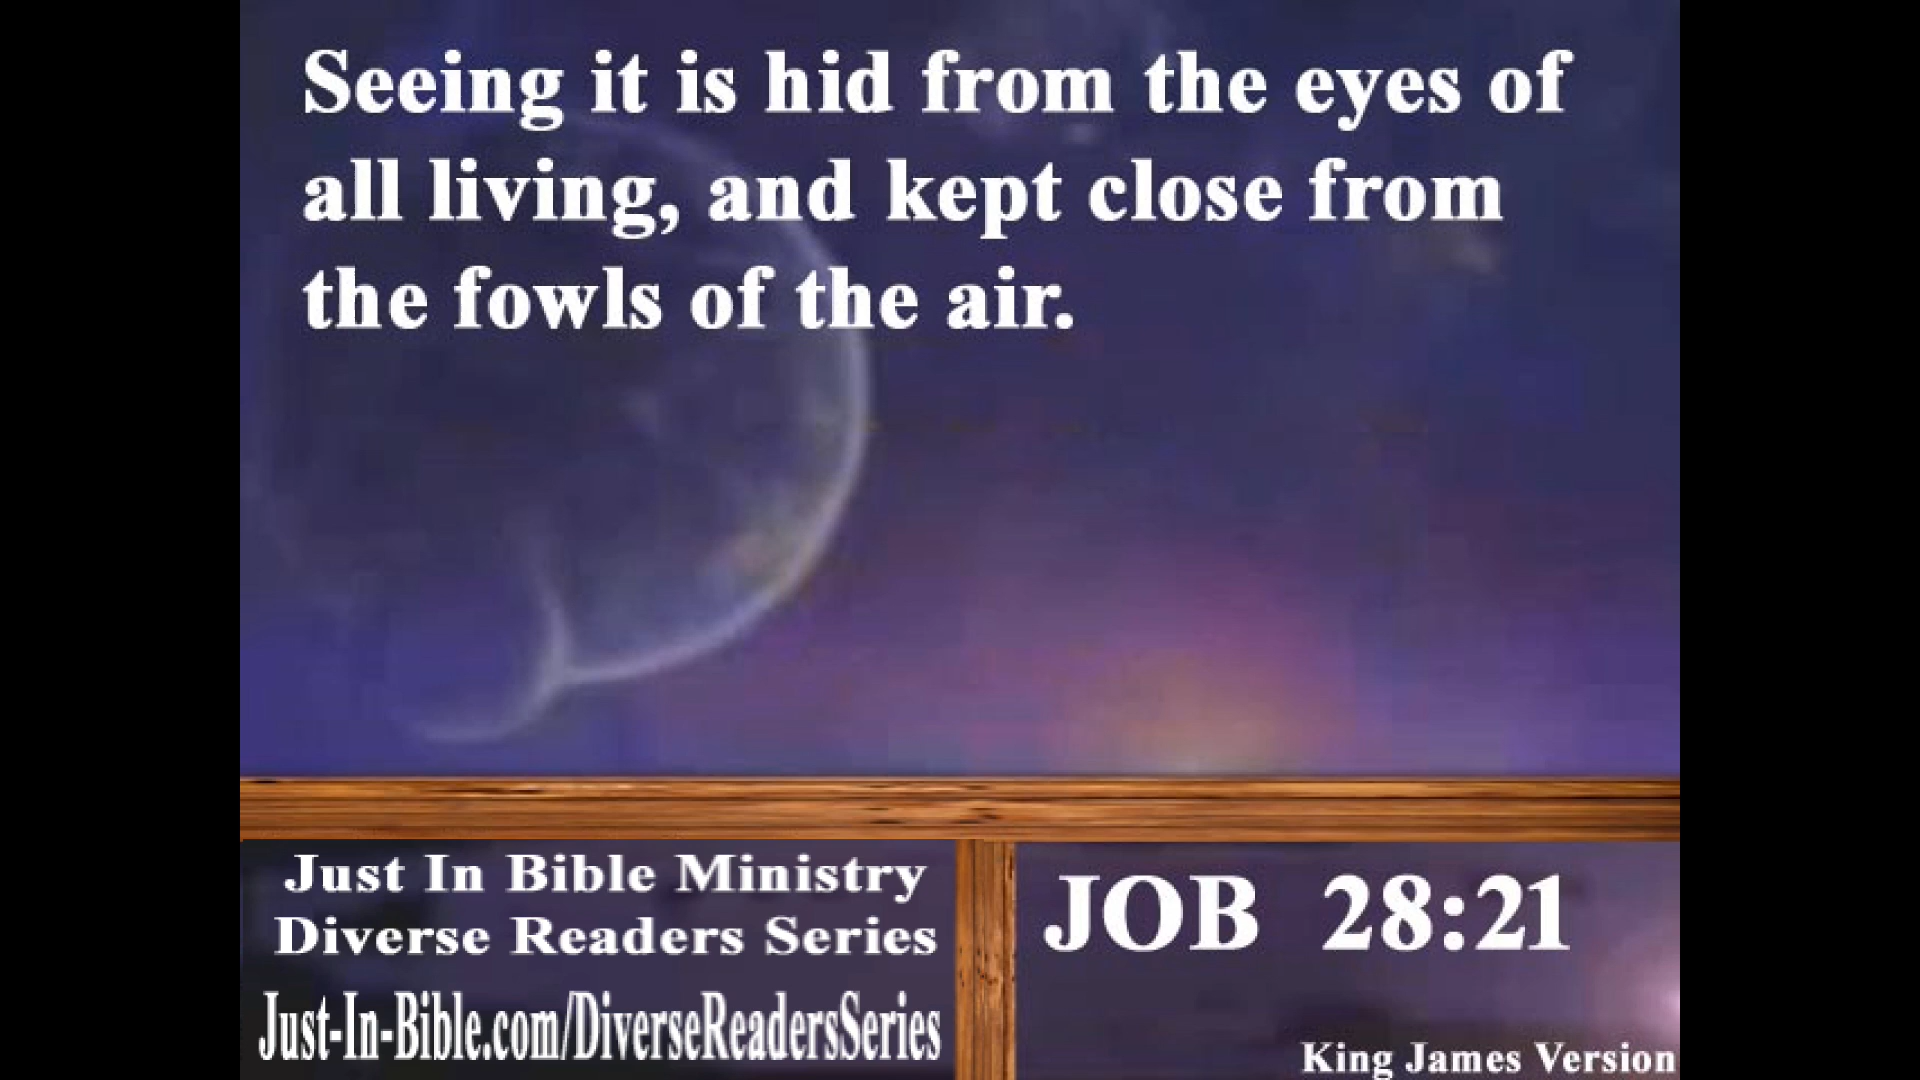 Seeing it is hid from the eyes of
all living, and kept close from
the fowls of the air.
Just In Bible Ministry
Diverse Readers Series
Just-In-Bible.com/DiverseReadersSeries
JOB 28:21
King James Version